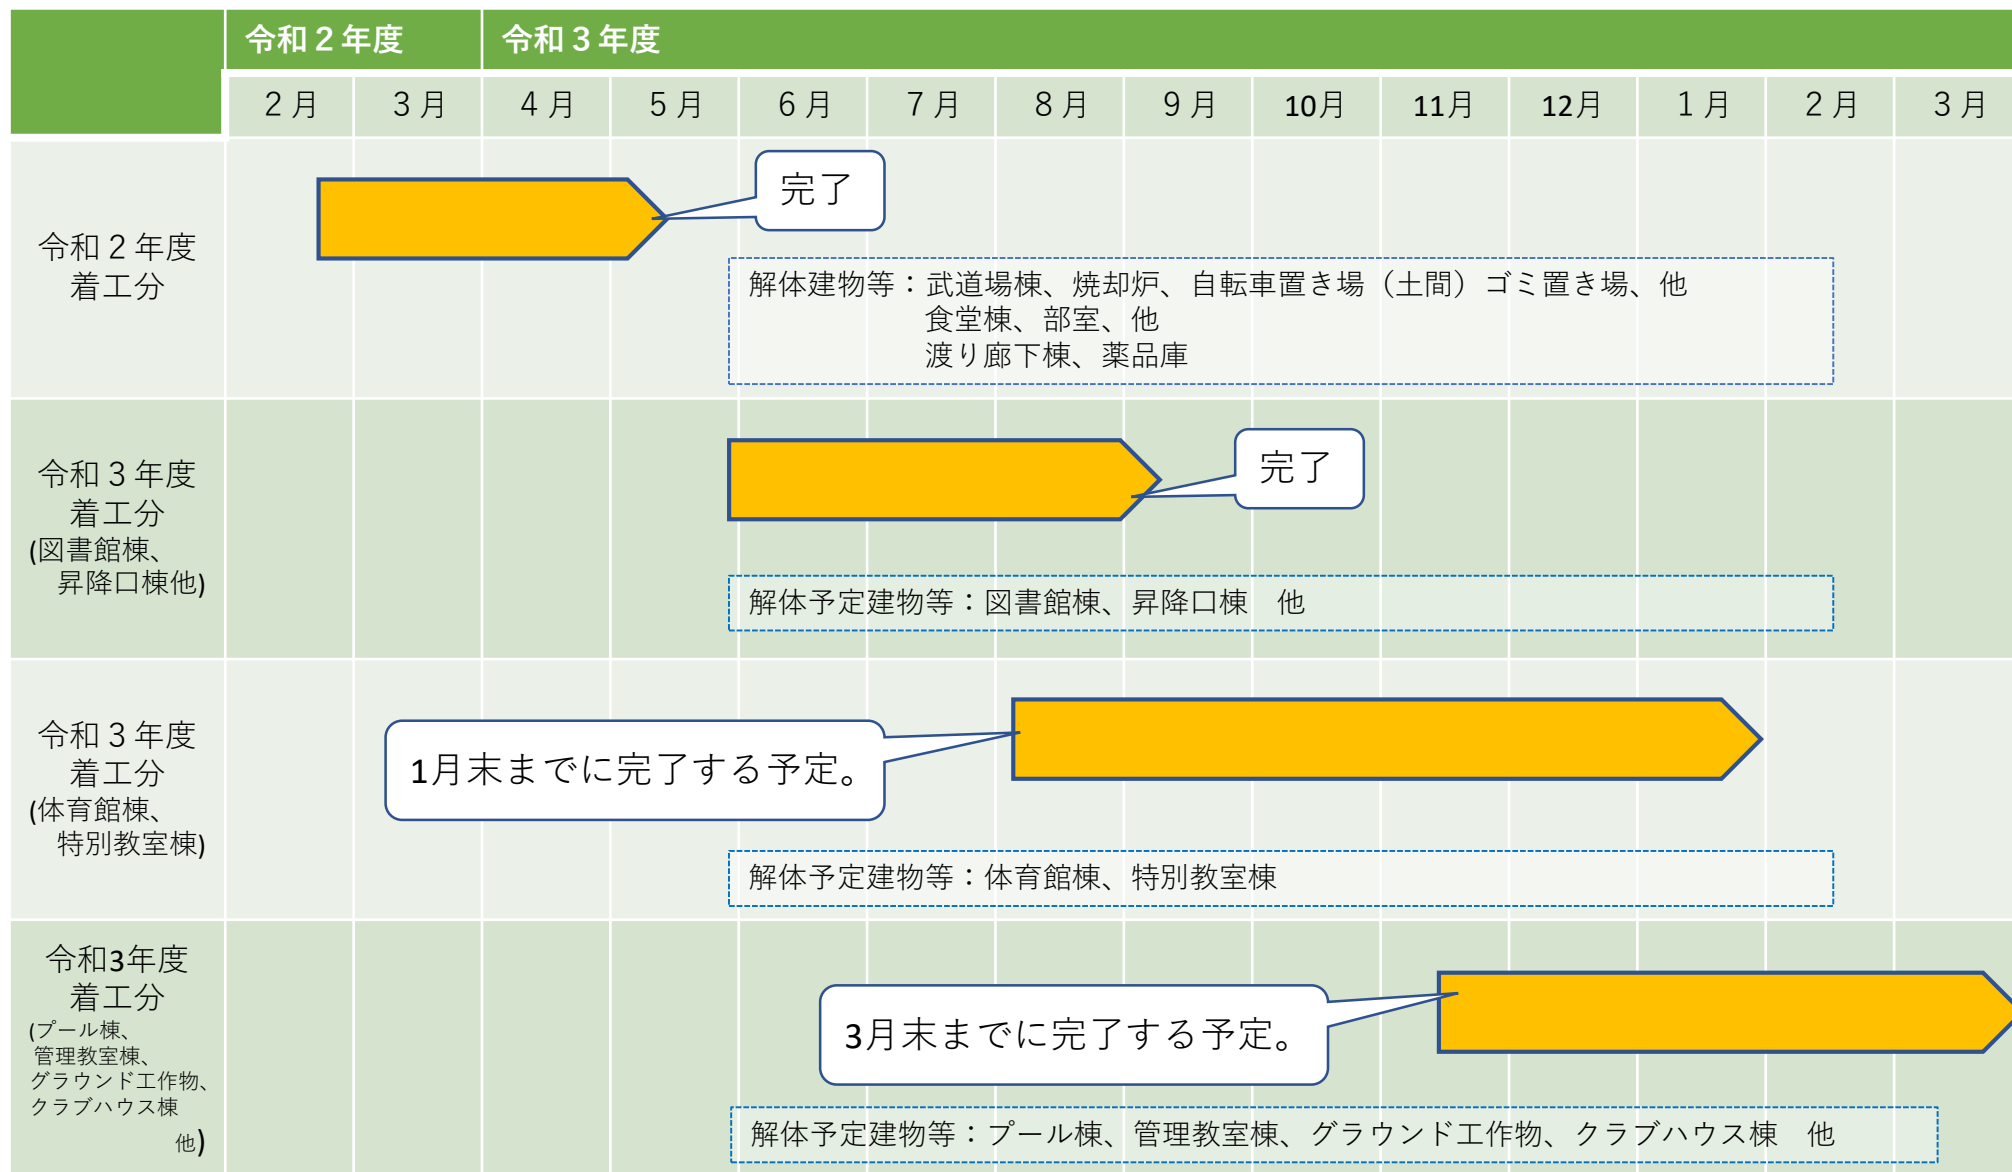 令和２年度
令和３年度
２月 ３月 ４月 ５月 ６月 ７月 ８月 ９月 10月 11月 12月 １月 ２月 ３月
令和２年度
着工分
完了
解体建物等：武道場棟、焼却炉、自転車置き場（土間）ゴミ置き場、他
食堂棟、部室、他
渡り廊下棟、薬品庫
令和３年度
着工分
(図書館棟、
昇降口棟他)
完了
解体予定建物等：図書館棟、昇降口棟　他
令和３年度
着工分
(体育館棟、
特別教室棟)
1月末までに完了する予定。
解体予定建物等：体育館棟、特別教室棟
令和3年度
着工分
(プール棟、
管理教室棟、
グラウンド工作物、
クラブハウス棟
他)
3月末までに完了する予定。
解体予定建物等：プール棟、管理教室棟、グラウンド工作物、クラブハウス棟　他